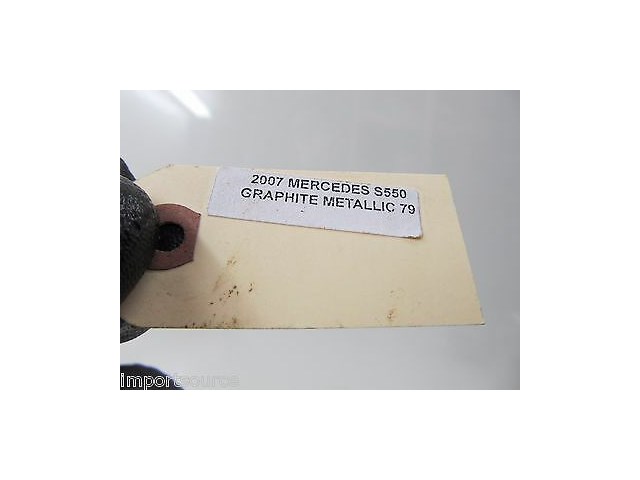 2007 MERCEDES S550
GRAPHITE METALLIC 79
importsource